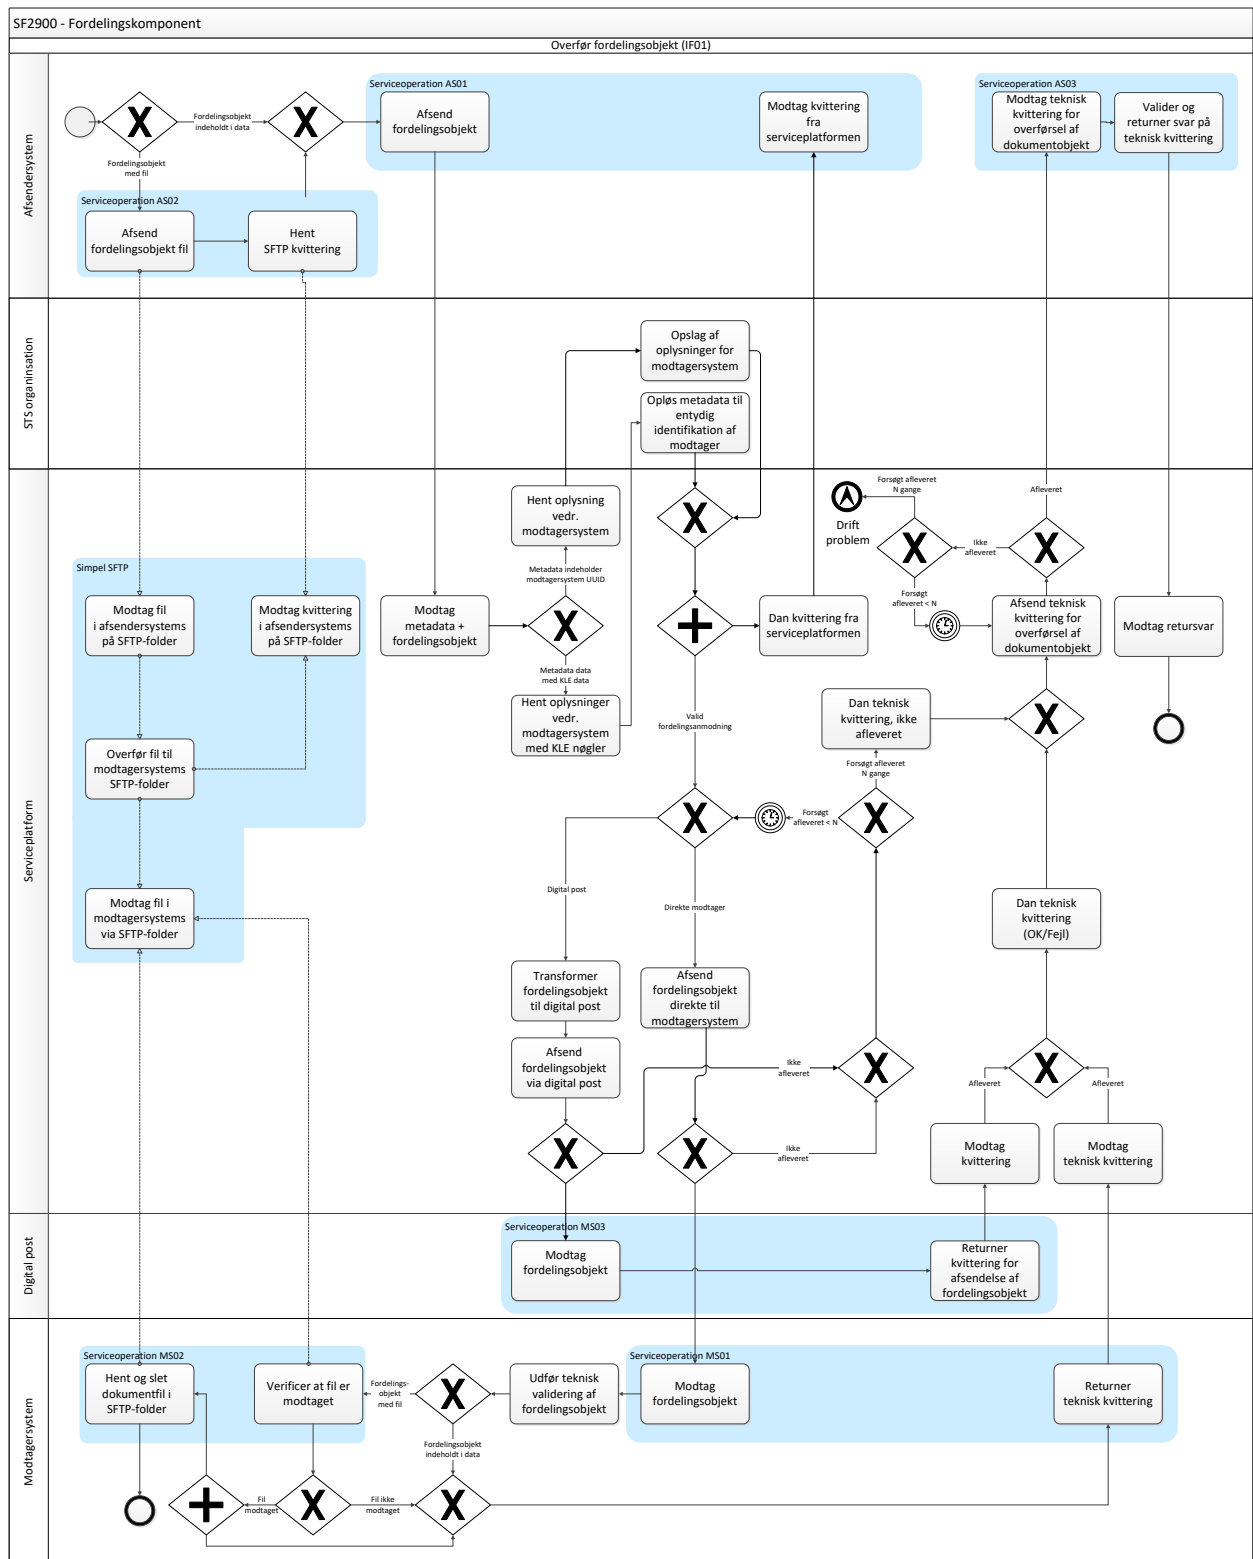 SF2900 - Fordelingskomponent
Overfør fordelingsobjekt (IF01)
Afsendersystem
Serviceoperation AS01
Serviceoperation AS03
Fordelingsobjekt
indeholdt i data
Afsend
fordelingsobjekt
Modtag kvittering
fra
serviceplatformen
Modtag teknisk
kvittering for
overførsel af
dokumentobjekt
Valider og
returner svar på
teknisk kvittering
Fordelingsobjekt
med fil
Serviceoperation AS02
Afsend
fordelingsobjekt fil
Hent
SFTP kvittering
STS organinsation
Opslag af
oplysninger for
modtagersystem
Opløs metadata til
entydig
identifikation af
modtager
Serviceplatform
Hent oplysning
vedr.
modtagersystem
Forsøgt afleveret
N gange
Afleveret
Drift
problem
Ikke
afleveret
Simpel SFTP
Metadata indeholder
modtagersystem UUID
Forsøgt
afleveret < N
Modtag fil
i afsendersystems
på SFTP-folder
Modtag kvittering
i afsendersystems
på SFTP-folder
Modtag
metadata +
fordelingsobjekt
Dan kvittering fra
serviceplatformen
Afsend teknisk
kvittering for
overførsel af
dokumentobjekt
Modtag retursvar
Metadata data
med KLE data
Hent oplysninger
vedr.
modtagersystem
med KLE nøgler
Valid
fordelingsanmodning
Dan teknisk
kvittering, ikke
afleveret
Overfør fil til
modtagersystems
SFTP-folder
Forsøgt afleveret
N gange
Forsøgt
afleveret < N
Modtag fil i
modtagersystems
via SFTP-folder
Digital post
Direkte modtager
Dan teknisk
kvittering
(OK/Fejl)
Transformer
fordelingsobjekt
til digital post
Afsend
fordelingsobjekt
direkte til
modtagersystem
Afsend
fordelingsobjekt
via digital post
Ikke
afleveret
Afleveret
Afleveret
Ikke
afleveret
Modtag
kvittering
Modtag
teknisk kvittering
Digital post
Serviceoperation MS03
Modtag
fordelingsobjekt
Returner
kvittering for
afsendelse af
fordelingsobjekt
Modtagersystem
Serviceoperation MS02
Serviceoperation MS01
Hent og slet
dokumentfil i
SFTP-folder
Verificer at fil er
modtaget
Fordelings-
objekt
med fil
Udfør teknisk
validering af
fordelingsobjekt
Modtag
fordelingsobjekt
Returner
teknisk kvittering
Fordelingsobjekt
indeholdt i data
Fil
modtaget
Fil ikke
modtaget